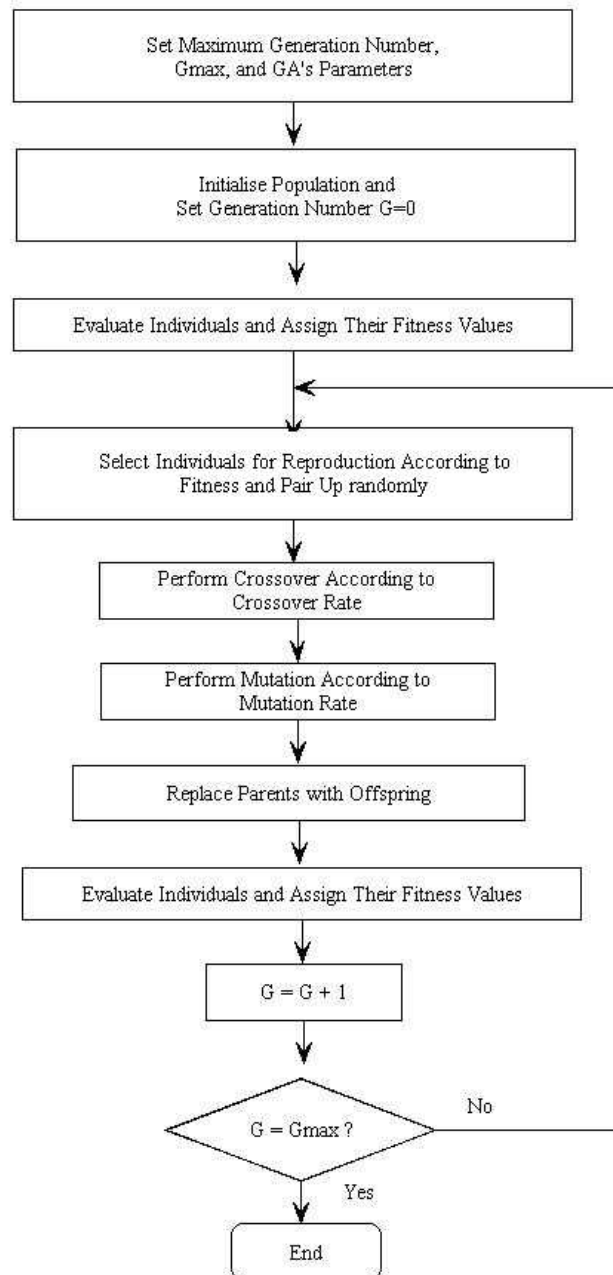 Set Maximum Generation Number,
Gmax, and GA's Parameters
Initialise Population and
Set Generation Number G=0
Evaluate Individuals and Assign Their Fitness Values
Select Individuals for Reproduction According to
Fitness and Pair Up randomly
Perform Crossover According to
Crossover Rate
Perform Mutation According to
Mutation Rate
Replace Parents with Offspring
Evaluate Individuals and Assign Their Fitness Values
G = G + 1
G = Gmax ?
No
Yes
End